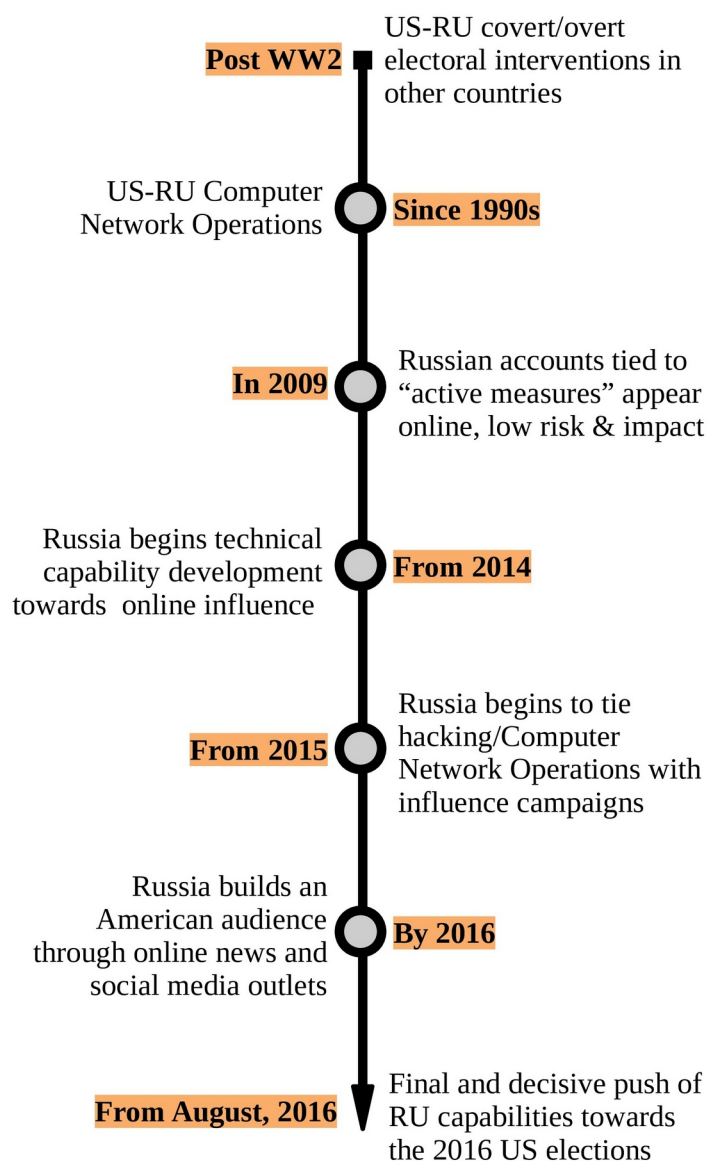 Post WW2
US-RU covert/overt
electoral interventions in
other countries
US-RU Computer
Network Operations
Since 1990s
In 2009
Russian accounts tied to
“active measures” appear
online, low risk & impact
Russia begins technical
capability development
towards  online influence
From 2014
From 2015
Russia begins to tie
hacking/Computer
Network Operations with
influence campaigns
Russia builds an
American audience
through online news and
social media outlets
By 2016
From August, 2016
Final and decisive push of
RU capabilities towards
the 2016 US elections